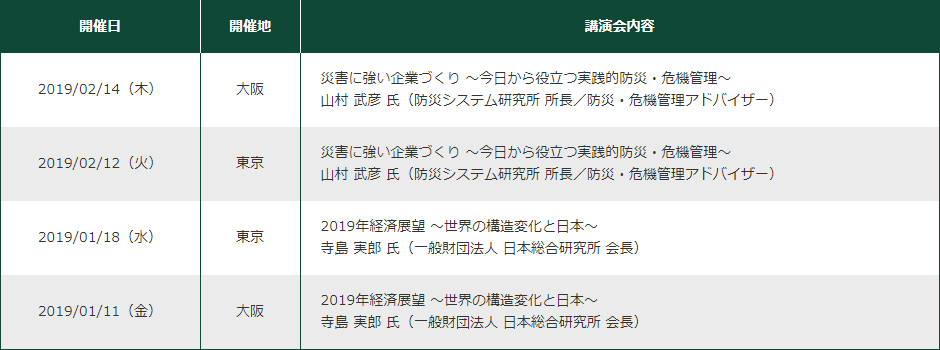 開催日 開催地 講演会内容
2019/02/14（木） 大阪 災害に強い企業づくり ～今日から役立つ実践的防災・危機管理～
山村 武彦 氏（防災システム研究所 所長／防災・危機管理アドバイザー）
2019/02/12（火） 東京 災害に強い企業づくり ～今日から役立つ実践的防災・危機管理～
山村 武彦 氏（防災システム研究所 所長／防災・危機管理アドバイザー）
2019/01/18（水） 東京 2019年経済展望 ～世界の構造変化と日本～
寺島 実郎 氏（一般財団法人 日本総合研究所 会長）
2019/01/11（金） 大阪 2019年経済展望 ～世界の構造変化と日本～
寺島 実郎 氏（一般財団法人 日本総合研究所 会長）